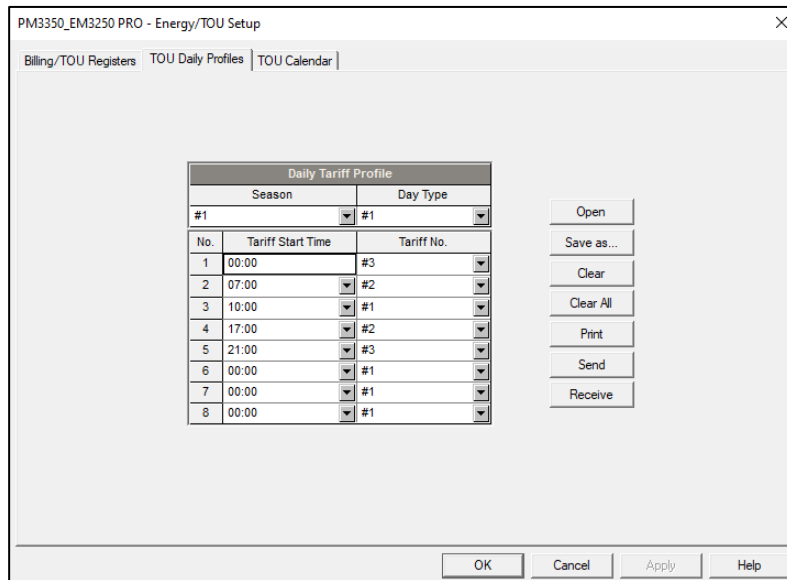 PM3350_EM3250 PRO - Energy/TOU Setup
Billing/TOU Registers TOU Daily Profiles TOU Calendar
Daily Tariff Profile
Season Day Type
#1 #1
No. Tariff Start Time Tariff No.
1 00:00 #3
2 07:00 #2
3 10:00 #1
4 17:00 #2
5 21:00 #3
6 00:00 #1
7 00:00 #1
8 00:00 #1
Open
Save as...
Clear
Clear All
Print
Send
Receive
OK Cancel Apply Help